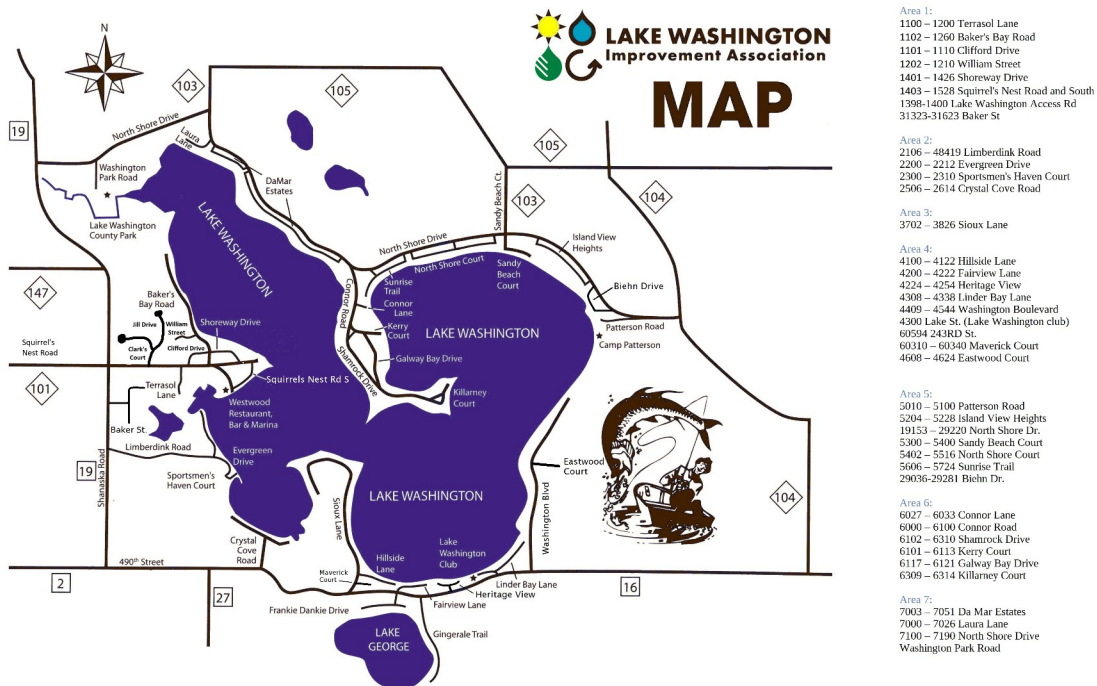 LAKE WASHINGTON
Improvement Association
MAP
N
103
105
19
North Shore Drive
Laura
Lane
105
Washington
Park Road
DaMar
Estates
Sandy Beach Ct.
103
104
Lake Washington
County Park
LAKE WASHINGTON
North Shore Drive
Island View
Heights
North Shore Court
Sandy
Beach
Court
147
Sunrise
Trail
Biehn Drive
Baker's
Bay Road
Connor Road
Connor
Lane
Jill Drive
William
Street
Shoreway Drive
Kerry
Court
LAKE WASHINGTON
Patterson Road
Camp Patterson
Squirrel's
Nest Road
Clark's
Court
Clifford Drive
Shamrock Drive
Galway Bay Drive
101
Terrasol
Lane
Squirrels Nest Rd S
Killarney
Court
Westwood
Restaurant,
Bar & Marina
Baker St.
Limberdink Road
Evergreen
Drive
19
Shanaska Road
Sportsmen's
Haven Court
Eastwood
Court
LAKE WASHINGTON
104
Sioux Lane
Washington Blvd
Crystal
Cove
Road
Hillside
Lane
Lake
Washington
Club
490th Street
2
27
Maverick
Court
Linder Bay Lane
16
Heritage View
Fairview Lane
Frankie Dankie Drive
Gingerale Trail
LAKE
GEORGE
Area 1:
1100 – 1200 Terrasol Lane
1102 – 1260 Baker's Bay Road
1101 – 1110 Clifford Drive
1202 – 1210 William Street
1401 – 1426 Shoreway Drive
1403 – 1528 Squirrel's Nest Road and South
1398-1400 Lake Washington Access Rd
31323-31623 Baker St
Area 2:
2106 – 48419 Limberdink Road
2200 – 2212 Evergreen Drive
2300 – 2310 Sportsmen's Haven Court
2506 – 2614 Crystal Cove Road
Area 3:
3702 – 3826 Sioux Lane
Area 4:
4100 – 4122 Hillside Lane
4200 – 4222 Fairview Lane
4224 – 4254 Heritage View
4308 – 4338 Linder Bay Lane
4409 – 4544 Washington Boulevard
4300 Lake St. (Lake Washington club)
60594 243RD St.
60310 – 60340 Maverick Court
4608 – 4624 Eastwood Court
Area 5:
5010 – 5100 Patterson Road
5204 – 5228 Island View Heights
19153 – 29220 North Shore Dr.
5300 – 5400 Sandy Beach Court
5402 – 5516 North Shore Court
5606 – 5724 Sunrise Trail
29036-29281 Biehn Dr.
Area 6:
6027 – 6033 Connor Lane
6000 – 6100 Connor Road
6102 – 6310 Shamrock Drive
6101 – 6113 Kerry Court
6117 – 6121 Galway Bay Drive
6309 – 6314 Killarney Court
Area 7:
7003 – 7051 Da Mar Estates
7000 – 7026 Laura Lane
7100 – 7190 North Shore Drive
Washington Park Road